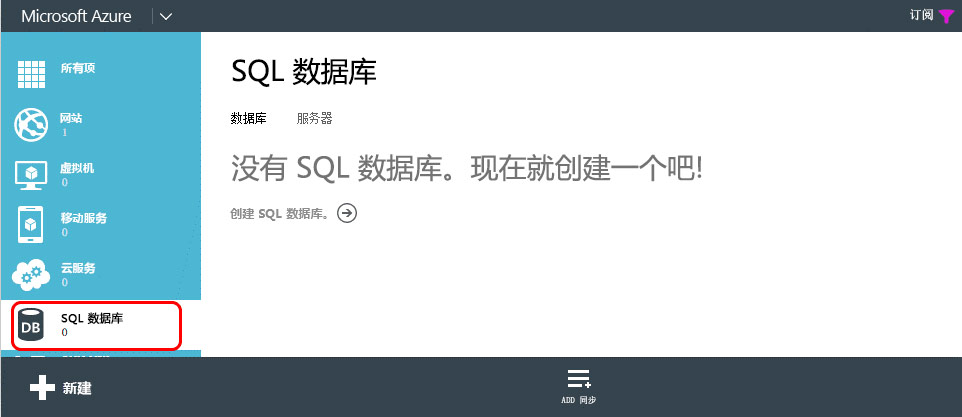 Microsoft Azure
订阅
所有项
网站
1
虚拟机
0
移动服务
0
云服务
0
DB
SQL 数据库
0
SQL 数据库
数据库 服务器
没有 SQL 数据库。现在就创建一个吧!
创建 SQL 数据库。
新建
ADD 同步